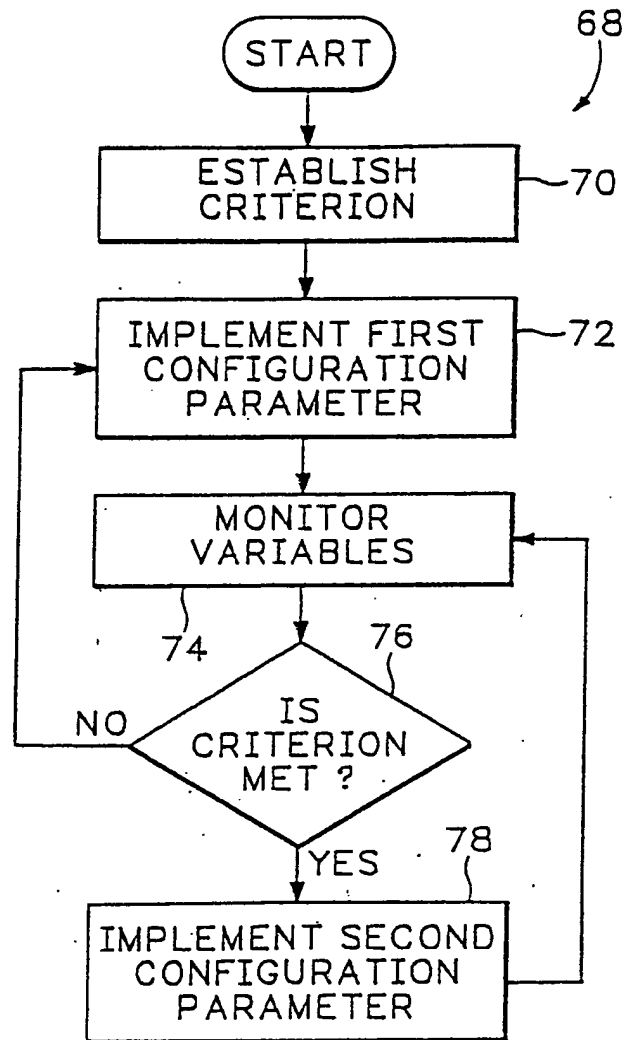 68
START
ESTABLISH
CRITERION
70
IMPLEMENT FIRST
CONFIGURATION
PARAMETER
72
MONITOR
VARIABLES
74
76
IS
CRITERION
MET ?
NO
YES
78
IMPLEMENT SECOND
CONFIGURATION
PARAMETER